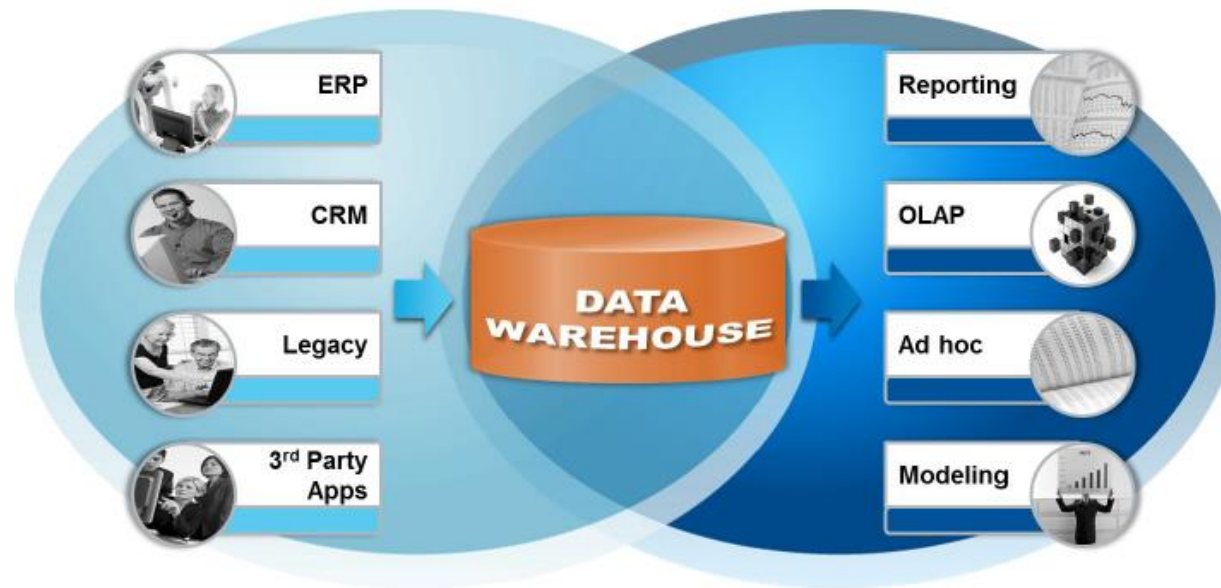 ERP
CRM
Legacy
3rd Party
Apps
DATA
WAREHOUSE
Reporting
OLAP
Ad hoc
Modeling